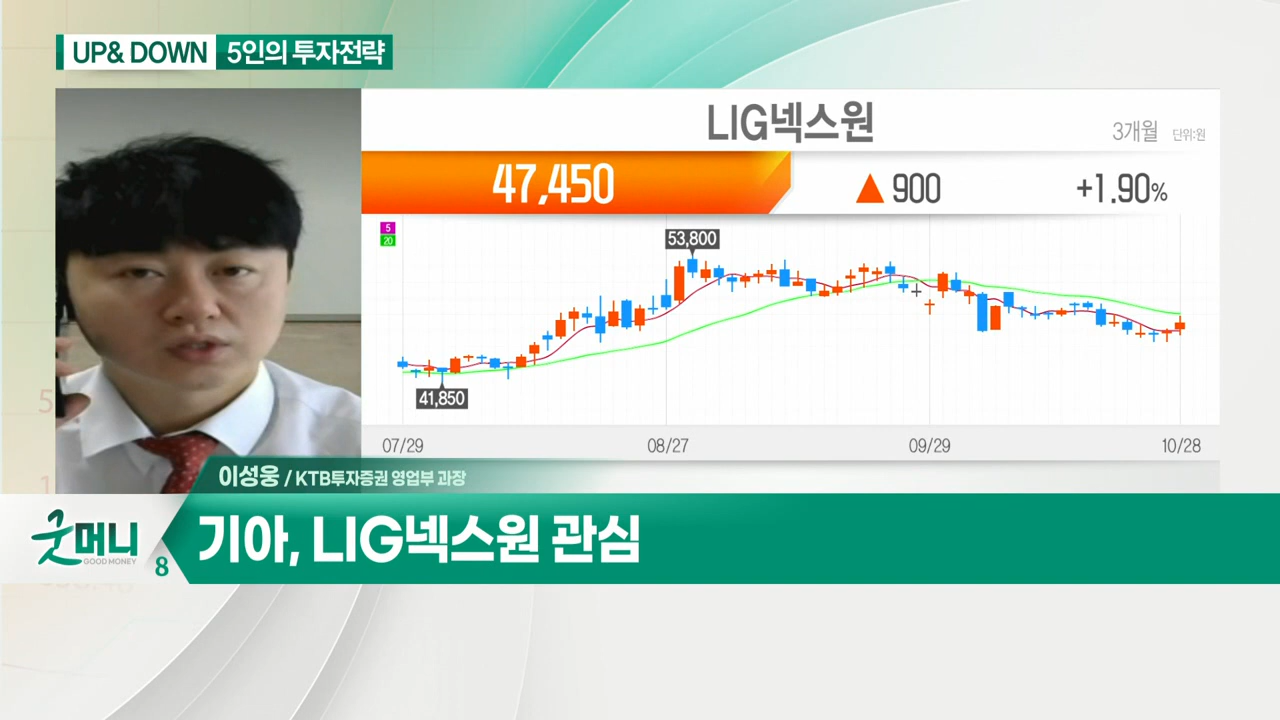 UP& DOWN 5인의 투자전략
LIG넥스원
3개월 단위:원
47,450 ▲ 900 +1.90%
5
20
53,800
41,850
07/29 08/27 09/29 10/28
이성웅 / KTB투자증권 영업부 과장
기아, LIG넥스원 관심
굿머니
GOOD MONEY
8